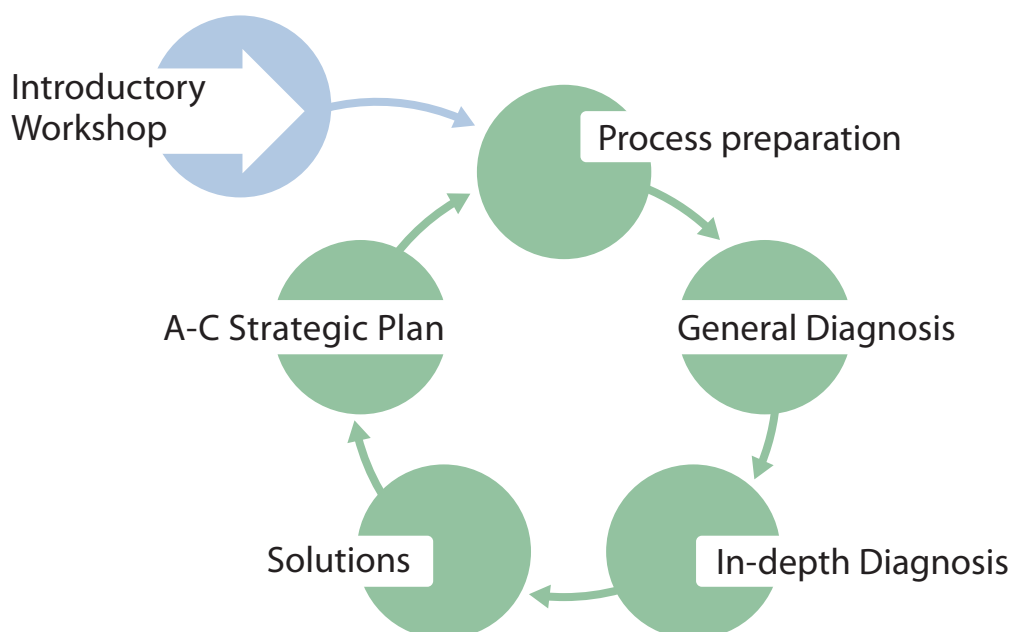 Introductory
Workshop
Process preparation
A-C Strategic Plan
General Diagnosis
Solutions
In-depth Diagnosis